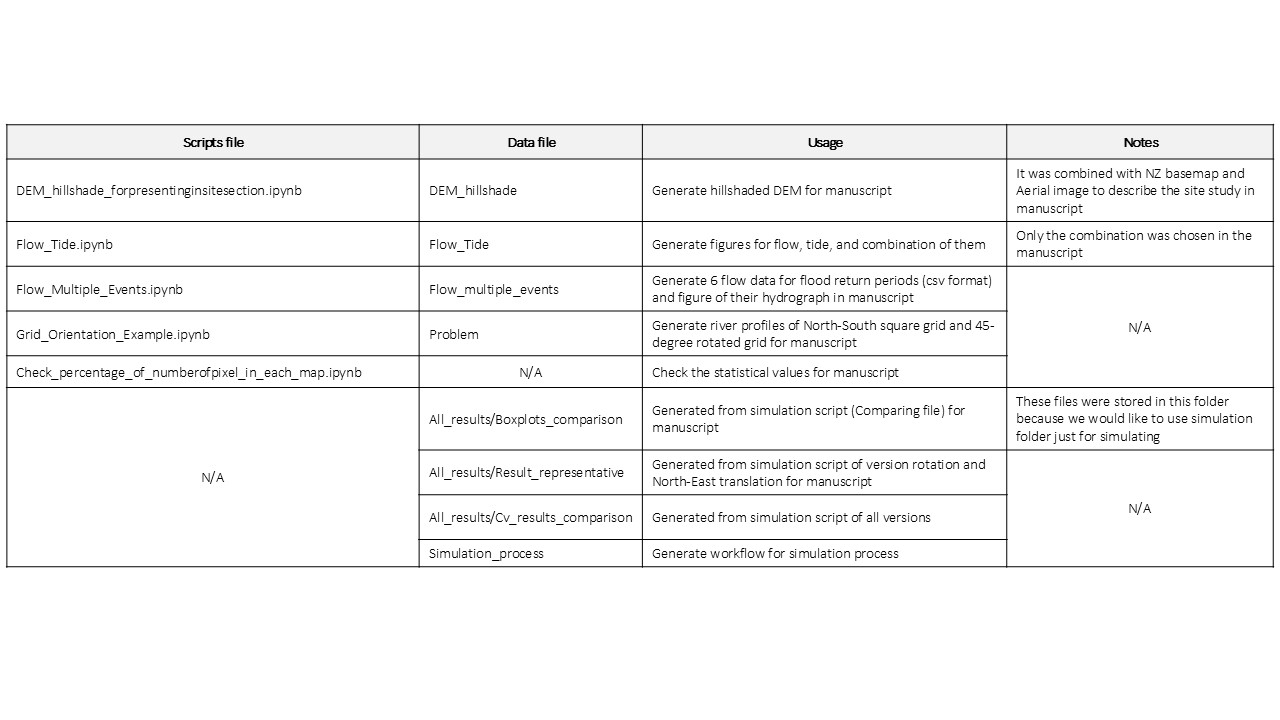 Scripts file
Data file
Usage
Notes
DEM_hillshade_forpresentinginsitesection.ipynb
DEM_hillshade
Generate hillshaded DEM for manuscript
It was combined with NZ basemap and
Aerial image to describe the site study in
manuscript
Flow_Tide.ipynb
Flow_Tide
Generate figures for flow, tide, and combination of them
Only the combination was chosen in the
manuscript
Flow_Multiple_Events.ipynb
Flow_multiple_events
Generate 6 flow data for flood return periods (csv format)
and figure of their hydrograph in manuscript
N/A
Grid_Orientation_Example.ipynb
Problem
Generate river profiles of North-South square grid and 45-
degree rotated grid for manuscript
Check_percentage_of_numberofpixel_in_each_map.ipynb
N/A
Check the statistical values for manuscript
N/A
All_results/Boxplots_comparison
Generated from simulation script (Comparing file) for
manuscript
These files were stored in this folder
because we would like to use simulation
folder just for simulating
All_results/Result_representative
Generated from simulation script of version rotation and
North-East translation for manuscript
N/A
All_results/Cv_results_comparison
Generated from simulation script of all versions
Simulation_process
Generate workflow for simulation process